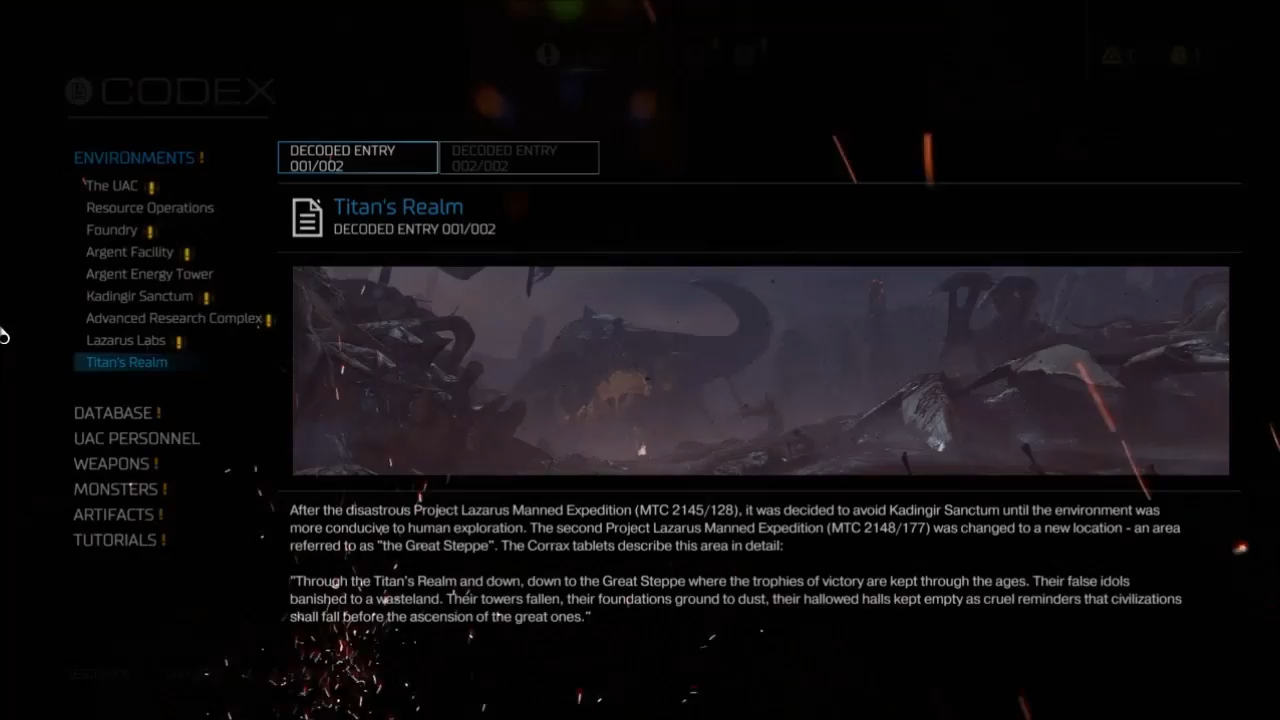 CODEX
ENVIRONMENTS !
The UAC !
Resource Operations
Foundry !
Argent Facility !
Argent Energy Tower
Kadingir Sanctum !
Advanced Research Complex !
Lazarus Labs !
Titan's Realm
DATABASE !
UAC PERSONNEL
WEAPONS !
MONSTERS !
ARTIFACTS !
TUTORIALS !
DECODED ENTRY
001/002
DECODED ENTRY
002/002
Titan's Realm
DECODED ENTRY 001/002
After the disastrous Project Lazarus Manned Expedition (MTC 2145/128), it was decided to avoid Kadingir Sanctum until the environment was
more conducive to human exploration. The second Project Lazarus Manned Expedition (MTC 2148/177) was changed to a new location - an area
referred to as "the Great Steppe". The Corrax tablets describe this area in detail:
"Through the Titan's Realm and down, down to the Great Steppe where the trophies of victory are kept through the ages. Their false idols
banished to a wasteland. Their towers fallen, their foundations ground to dust, their hallowed halls kept empty as cruel reminders that civilizations
shall fall before the ascension of the great ones."